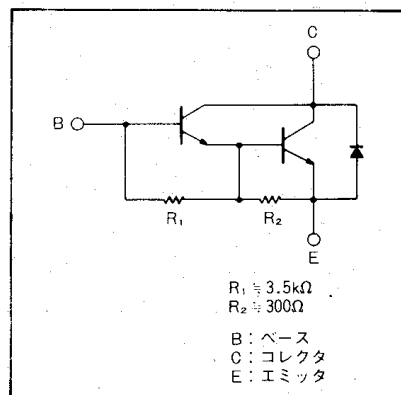 C
B
R₁
R₂
E
R₁≒3.5kΩ
R₂≒300Ω
B：ベース
C：コレクタ
E：エミッタ